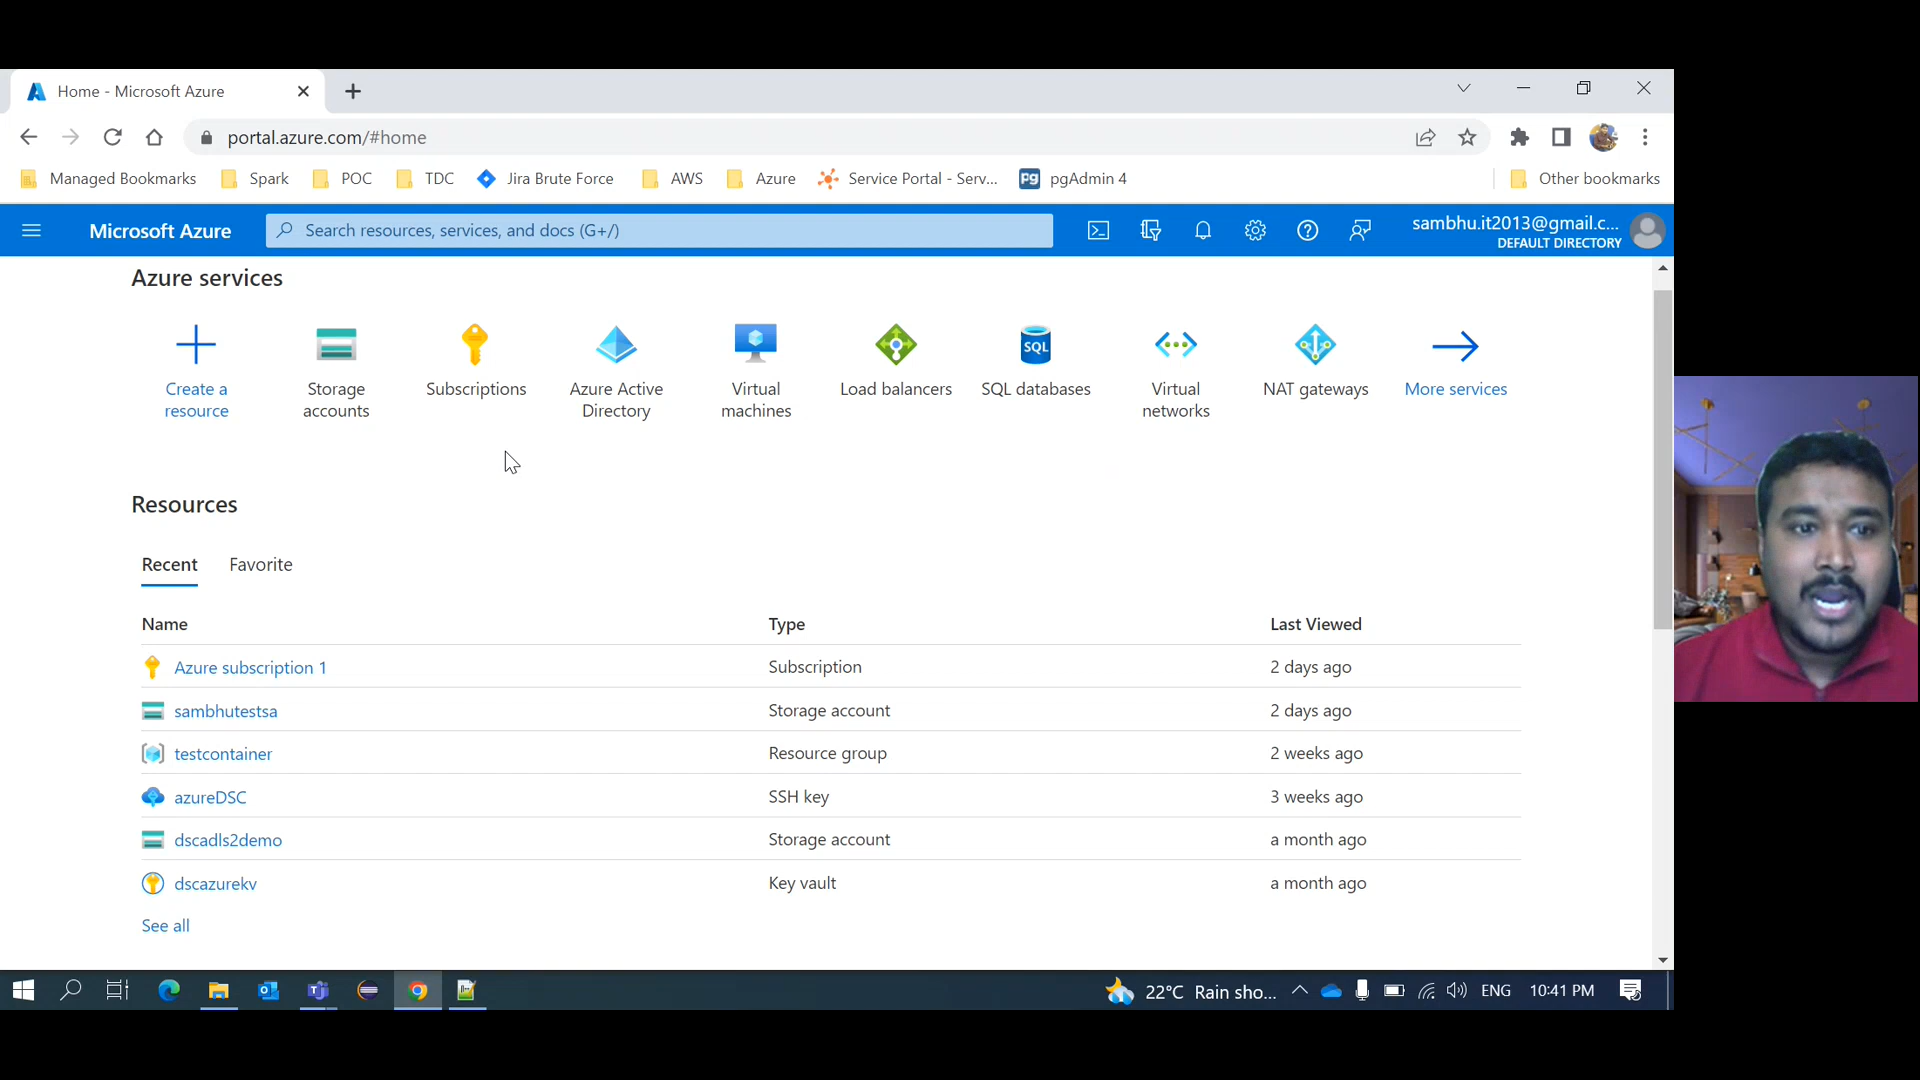 Home - Microsoft Azure
portal.azure.com/#home
Managed Bookmarks
Spark
POC
TDC
Jira Brute Force
AWS
Azure
Service Portal - Serv...
pg
pgAdmin 4
Other bookmarks
Microsoft Azure
Search resources, services, and docs (G+/)
sambhu.it2013@gmail.c...
DEFAULT DIRECTORY
Azure services
SQL
Create a
resource
Storage
accounts
Subscriptions
Azure Active
Directory
Virtual
machines
Load balancers
SQL databases
Virtual
networks
NAT gateways
More services
Resources
Recent
Favorite
Name
Type
Last Viewed
Azure subscription 1
Subscription
2 days ago
sambhutestsa
Storage account
2 days ago
testcontainer
Resource group
2 weeks ago
azureDSC
SSH key
3 weeks ago
dscadls2demo
Storage account
a month ago
dscazurekv
Key vault
a month ago
See all
22°C Rain sho...
ENG
10:41 PM